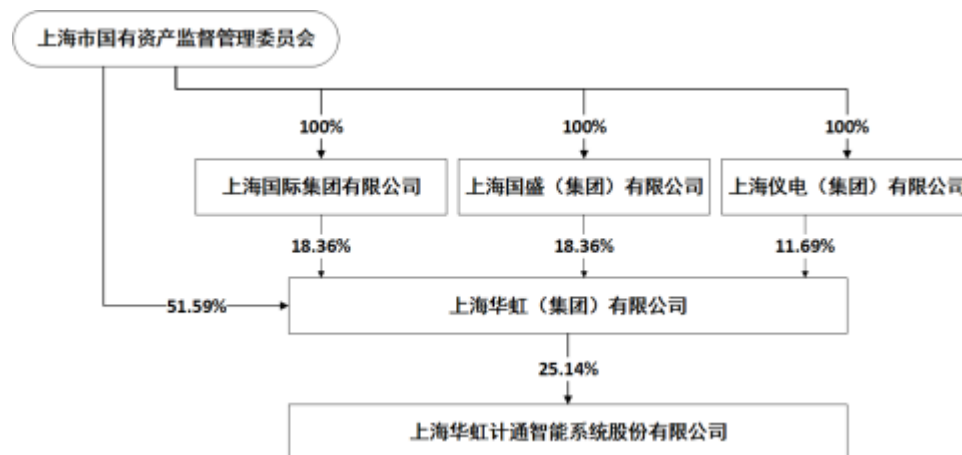 上海市国有资产监督管理委员会
100%
100%
100%
上海国际集团有限公司
上海国盛（集团）有限公司
上海仪电（集团）有限公司
18.36%
18.36%
11.69%
51.59%
上海华虹（集团）有限公司
25.14%
上海华虹计通智能系统股份有限公司